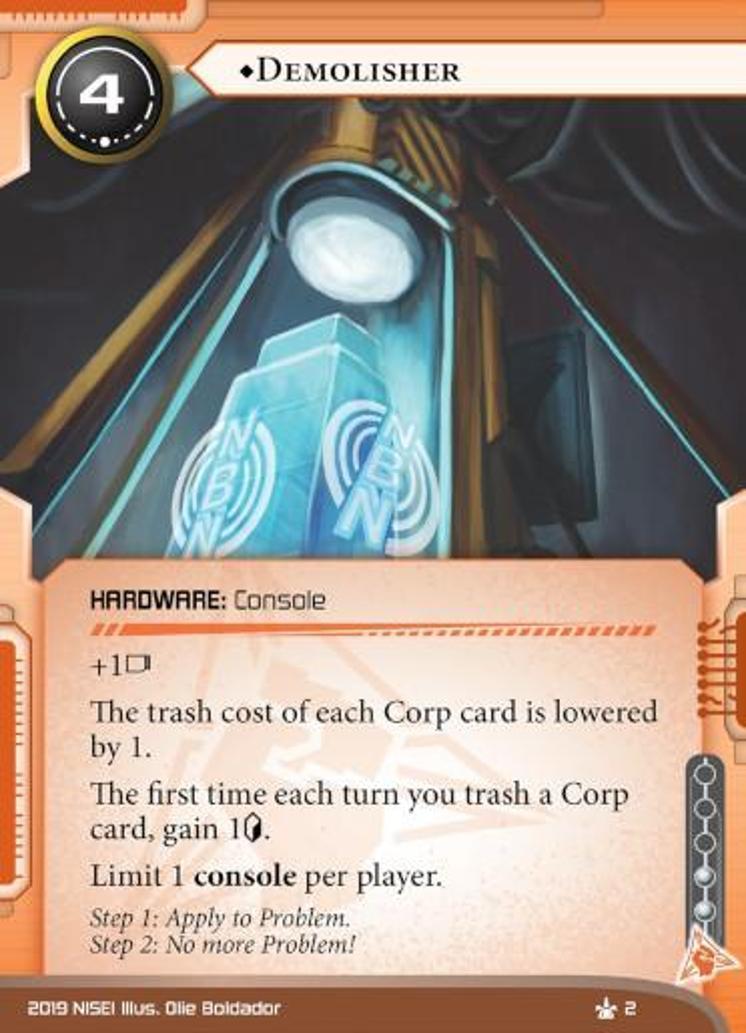 4
◆DEMOLISHER
NBN
NBN
HARDWARE: Console
+1
The trash cost of each Corp card is lowered
by 1.
The first time each turn you trash a Corp
card, gain 1.
Limit 1 console per player.
Step 1: Apply to Problem.
Step 2: No more Problem!
2019 NISEI Illus. Olie Boldador
2